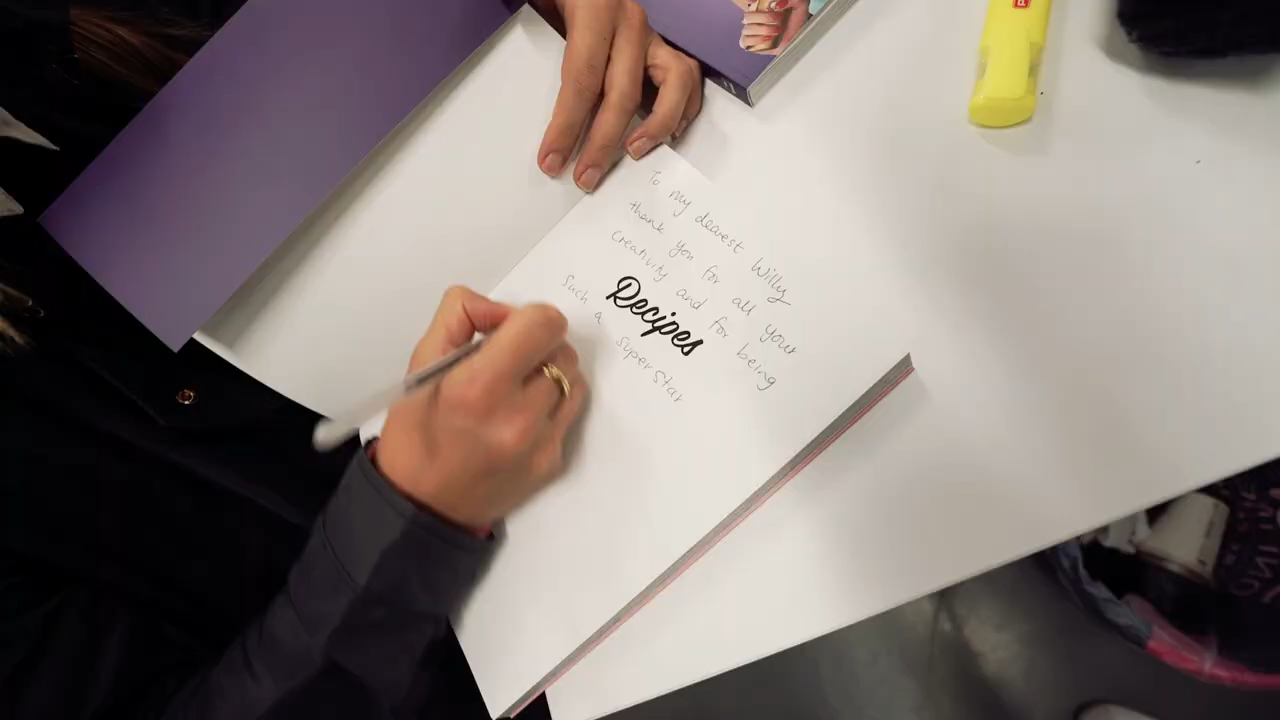 To my dearest Willy
thank you for all your
creativity and for being
Recipes
Such a superstar